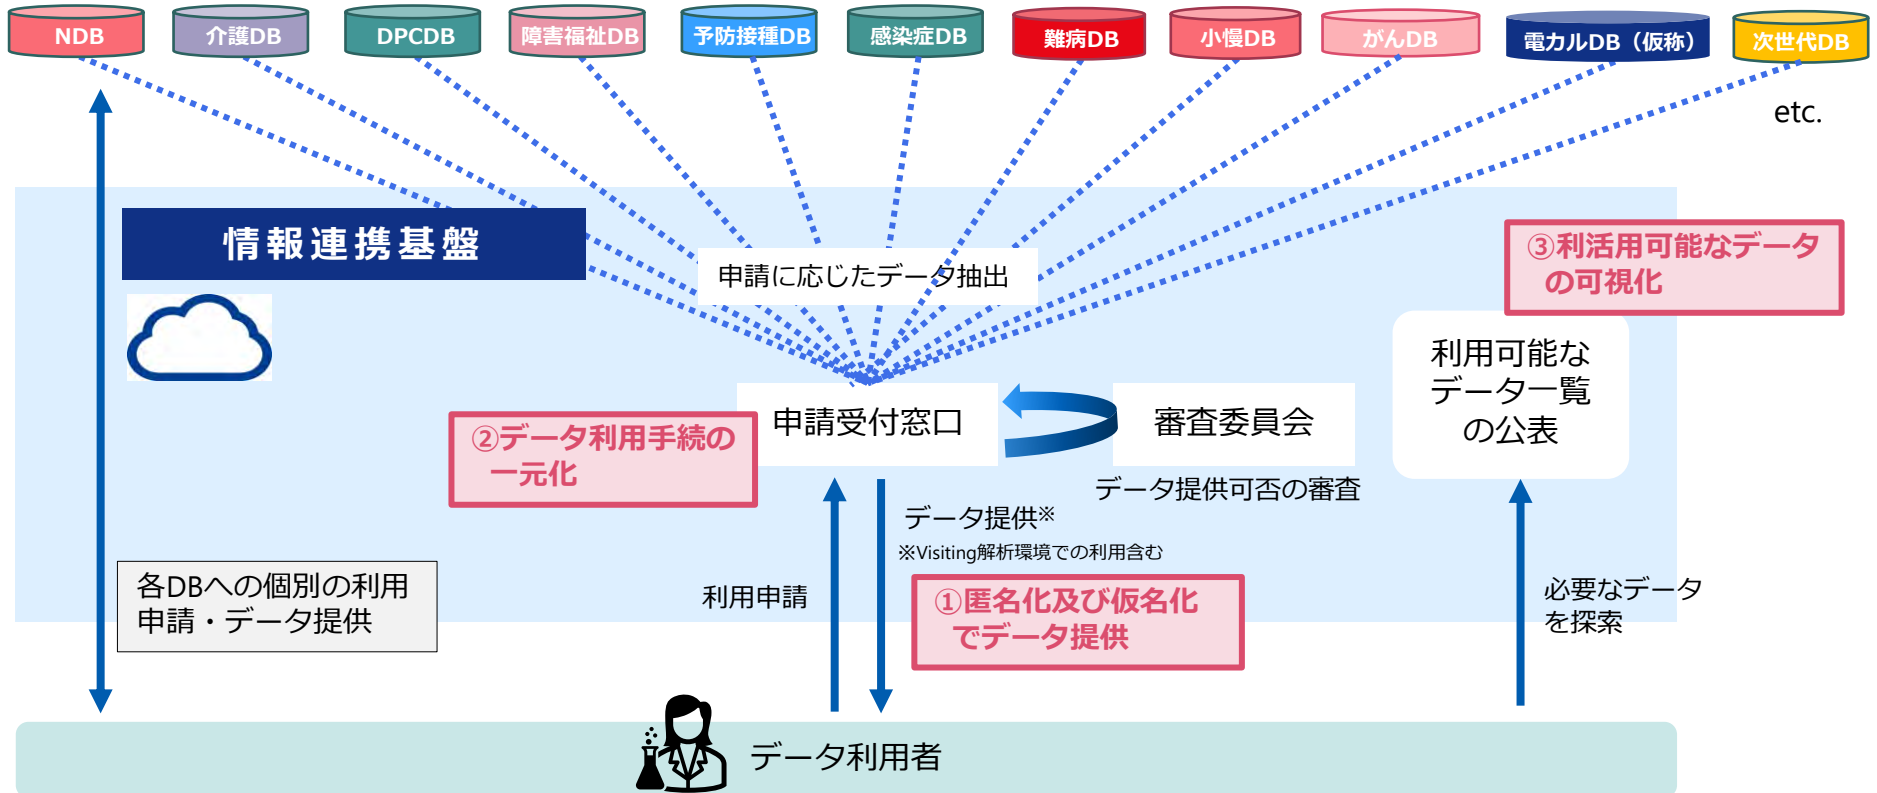 NDB
介護DB
DPCDB
障害福祉DB
予防接種DB
感染症DB
難病DB
小慢DB
がんDB
電カルDB（仮称）
次世代DB
etc.
情報連携基盤
申請に応じたデータ抽出
③利活用可能なデータ
の可視化
利用可能な
データ一覧
の公表
②データ利用手続の
一元化
申請受付窓口
審査委員会
データ提供可否の審査
データ提供※
※Visiting解析環境での利用含む
各DBへの個別の利用
申請・データ提供
利用申請
①匿名化及び仮名化
でデータ提供
必要なデータ
を探索
データ利用者